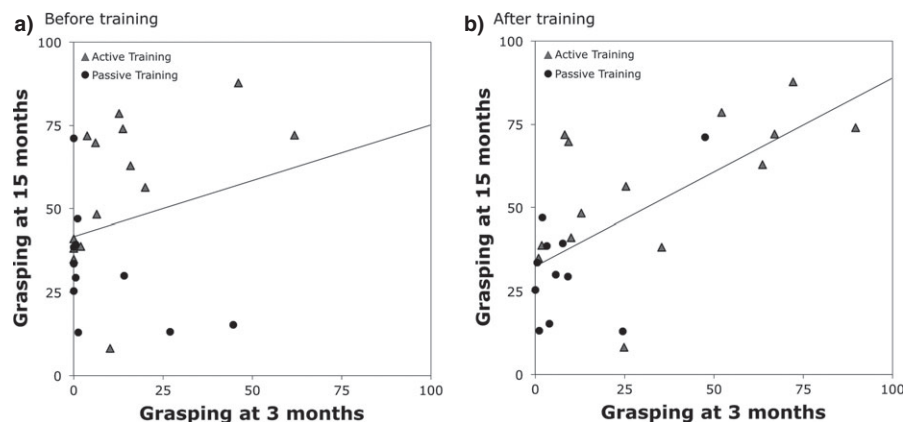 a) Before training
100
75
50
25
0
0
25
50
75
100
Active Training
Passive Training
Grasping at 15 months
Grasping at 3 months
b) After training
100
75
50
25
0
0
25
50
75
100
Active Training
Passive Training
Grasping at 15 months
Grasping at 3 months